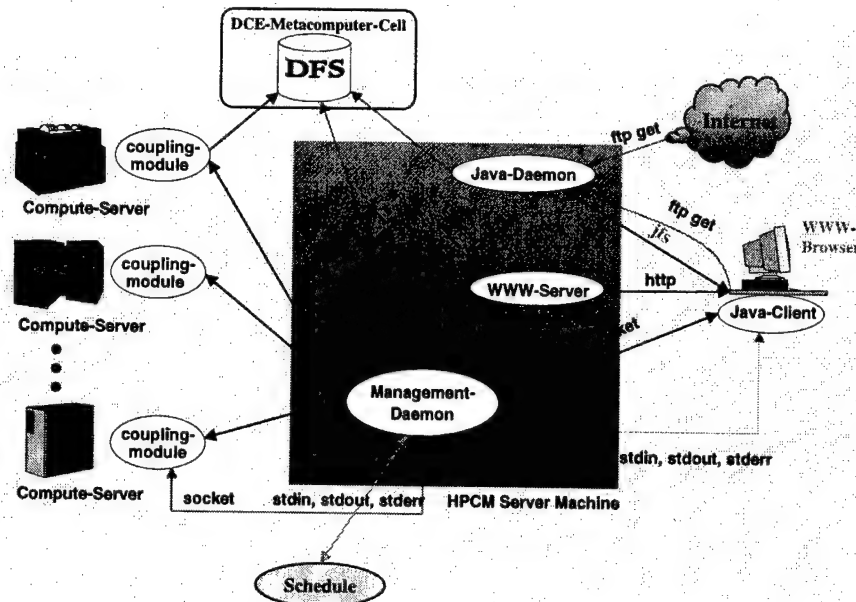 DCE-Metacomputer-Cell
DFS
coupling-
module
Compute-Server
ftp get
Internet
Java-Daemon
ftp get
jfs
WWW-
Browser
coupling-
module
Compute-Server
WWW-Server
http
Java-Client
Management-
Daemon
coupling-
module
Compute-Server
socket
stdin, stdout, stderr
HPCM Server Machine
stdin, stdout, stderr
Schedule